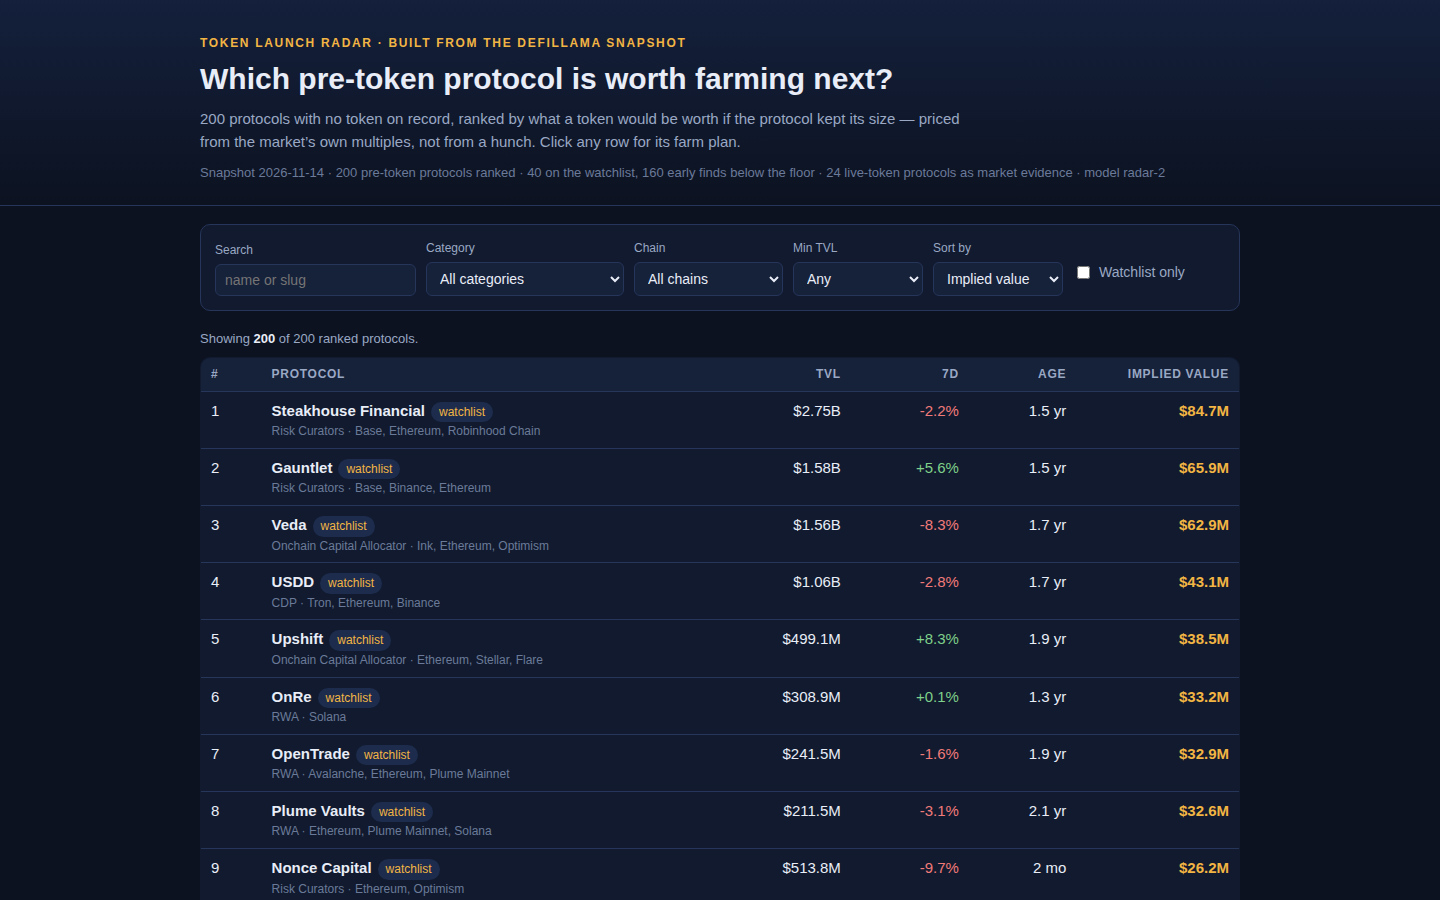 TOKEN LAUNCH RADAR · BUILT FROM THE DEFILLAMA SNAPSHOT
Which pre-token protocol is worth farming next?
200 protocols with no token on record, ranked by what a token would be worth if the protocol kept its size — priced
from the market’s own multiples, not from a hunch. Click any row for its farm plan.
Snapshot 2026-11-14 · 200 pre-token protocols ranked · 40 on the watchlist, 160 early finds below the floor · 24 live-token protocols as market evidence · model radar-2
Search Category Chain Min TVL Sort by
name or slug All categories All chains Any Implied value Watchlist only
Showing 200 of 200 ranked protocols.
# PROTOCOL TVL 7D AGE IMPLIED VALUE
1 Steakhouse Financial watchlist $2.75B -2.2% 1.5 yr $84.7M
Risk Curators · Base, Ethereum, Robinhood Chain
2 Gauntlet watchlist $1.58B +5.6% 1.5 yr $65.9M
Risk Curators · Base, Binance, Ethereum
3 Veda watchlist $1.56B -8.3% 1.7 yr $62.9M
Onchain Capital Allocator · Ink, Ethereum, Optimism
4 USDD watchlist $1.06B -2.8% 1.7 yr $43.1M
CDP · Tron, Ethereum, Binance
5 Upshift watchlist $499.1M +8.3% 1.9 yr $38.5M
Onchain Capital Allocator · Ethereum, Stellar, Flare
6 OnRe watchlist $308.9M +0.1% 1.3 yr $33.2M
RWA · Solana
7 OpenTrade watchlist $241.5M -1.6% 1.9 yr $32.9M
RWA · Avalanche, Ethereum, Plume Mainnet
8 Plume Vaults watchlist $211.5M -3.1% 2.1 yr $32.6M
RWA · Ethereum, Plume Mainnet, Solana
9 Nonce Capital watchlist $513.8M -9.7% 2 mo $26.2M
Risk Curators · Ethereum, Optimism